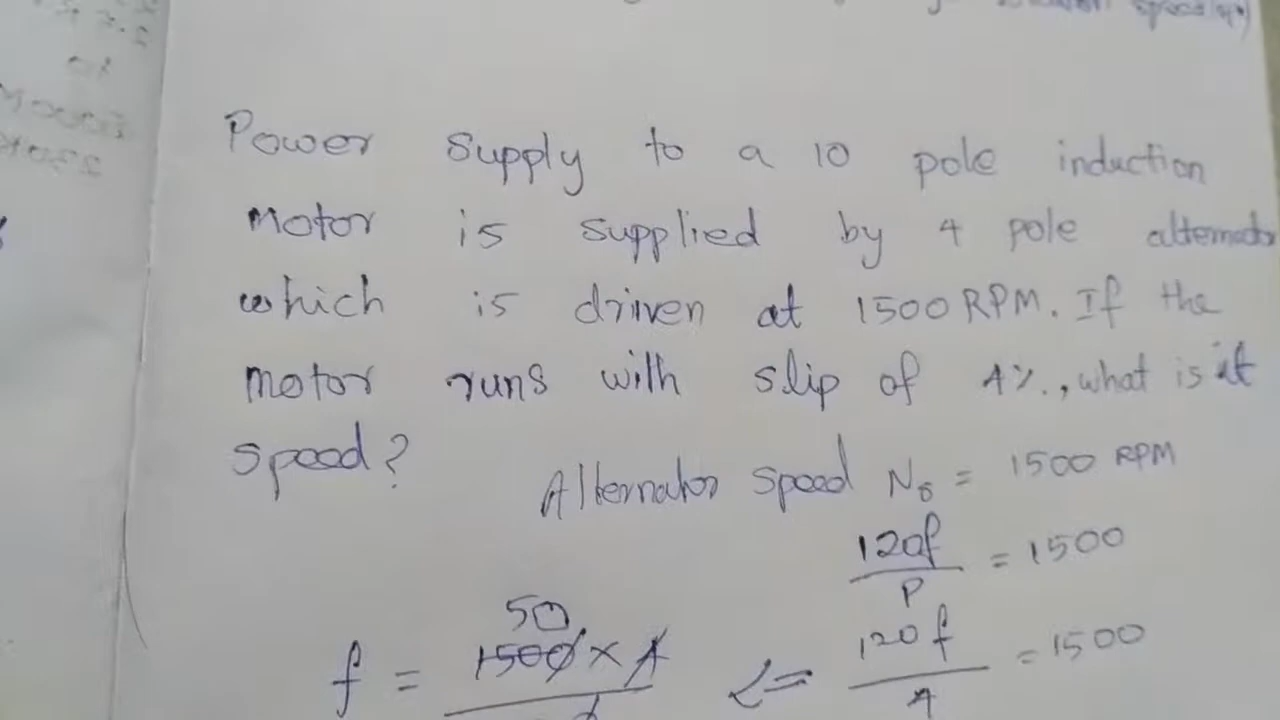 Power supply to a 10 pole induction
Motor is supplied by 4 pole
which is driven at 1500 RPM. If the
motor runs with slip of 4%., what is it
speed?
Alternator speed Ns = 1500 RPM
120f/P = 1500
50
f = 1500 × 4 <= 120f/4 = 1500